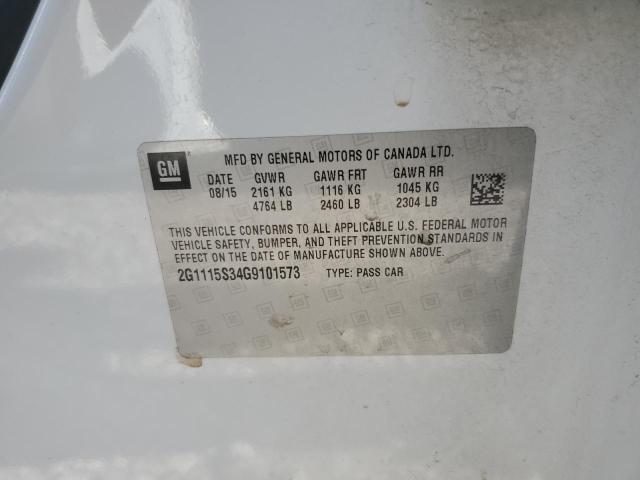 GM
MFD BY GENERAL MOTORS OF CANADA LTD.
DATE GVWR GAWR FRT GAWR RR
08/15 2161 KG 1116 KG 1045 KG
4764 LB 2460 LB 2304 LB
THIS VEHICLE CONFORMS TO ALL APPLICABLE U.S. FEDERAL MOTOR
VEHICLE SAFETY, BUMPER, AND THEFT PREVENTION STANDARDS IN
EFFECT ON THE DATE OF MANUFACTURE SHOWN ABOVE.
2G1115S34G9101573 TYPE: PASS CAR